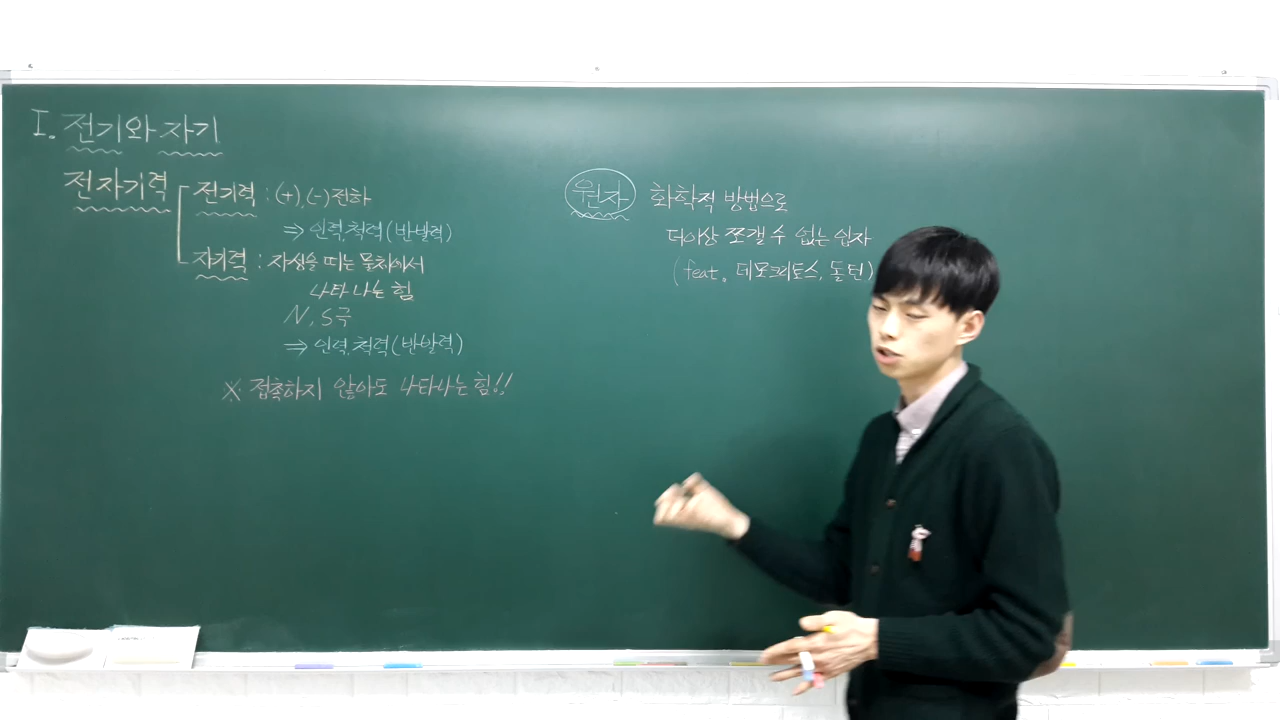 I. 전기와 자기
전자기력
전기력 : (+), (-) 전하
⇒ 인력, 척력 (반발력)
자기력 : 자성을 띠는 물체에서
나타나는 힘
N, S극
⇒ 인력, 척력 (반발력)
※ 접촉하지 않아도 나타나는 힘!!
원자 화학적 방법으로
더이상 쪼갤 수 없는 입자
(feat. 데모크리토스, 돌턴)